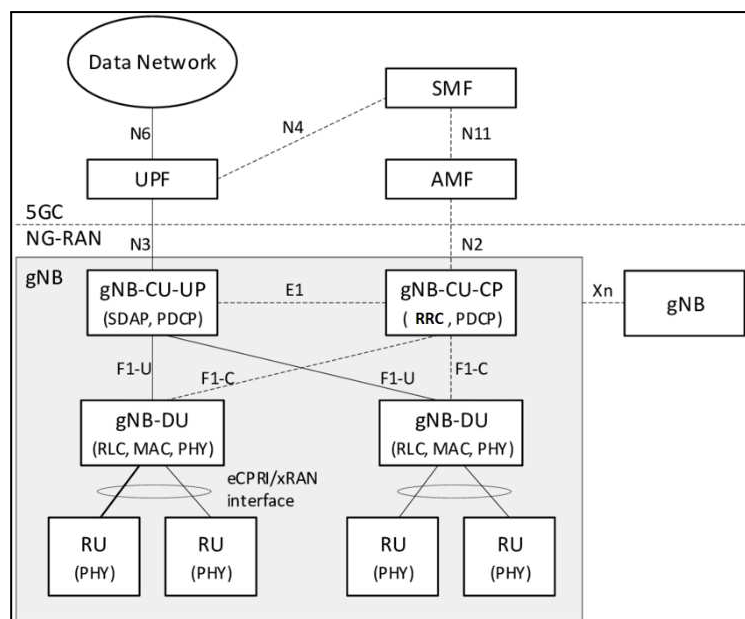 Data Network
SMF
N6
N4
N11
UPF
AMF
5GC
NG-RAN
N3
N2
gNB
gNB-CU-UP
(SDAP, PDCP)
E1
gNB-CU-CP
( RRC , PDCP)
Xn
gNB
F1-U
F1-C
F1-U
F1-C
gNB-DU
(RLC, MAC, PHY)
gNB-DU
(RLC, MAC, PHY)
eCPRI/xRAN
interface
RU
(PHY)
RU
(PHY)
RU
(PHY)
RU
(PHY)